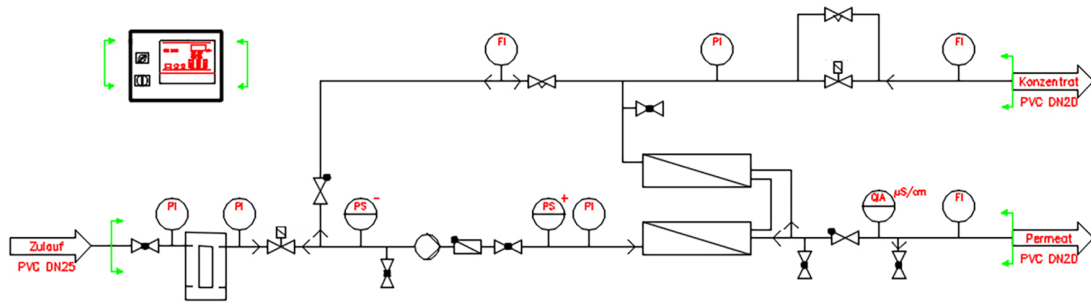 FI
PI
FI
Konzentrat
PVC DN20
PI
PI
PS -
PS +
PI
QIA µS/cm
FI
Zulauf
PVC DN25
Permeat
PVC DN20